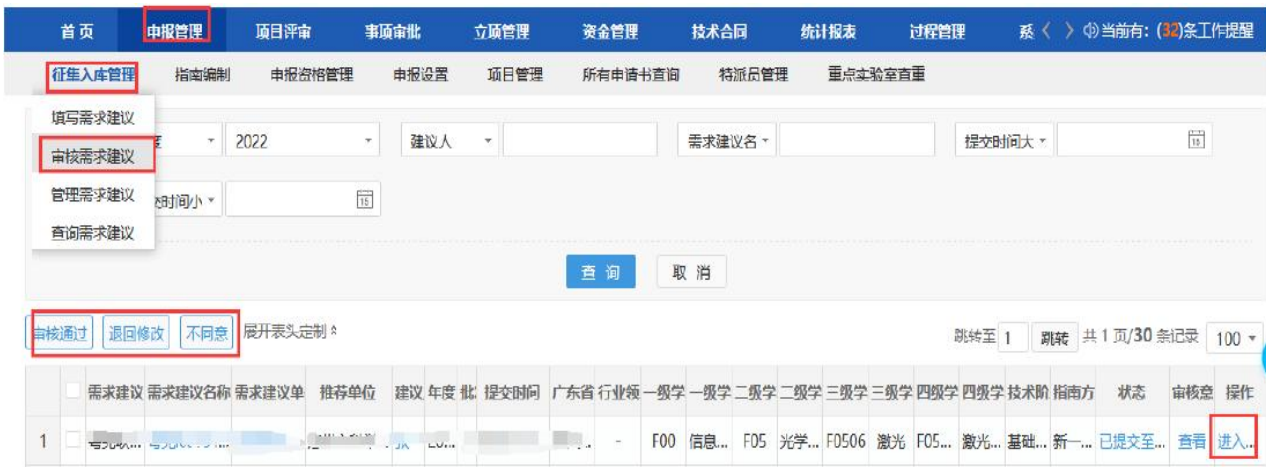 首页 申报管理 项目评审 事项审批 立项管理 资金管理 技术合同 统计报表 过程管理 系 〈 〉 当前有: (32)条工作提醒
征集入库管理 指南编制 申报资格管理 申报设置 项目管理 所有申请书查询 特派员管理 重点实验室查重
填写需求建议
度 2022 建议人 需求建议名 提交时间大
审核需求建议
管理需求建议
交时间小
查询需求建议
查 询 取 消
审核通过 退回修改 不同意 展开表头定制 跳转至 1 跳转 共 1 页/30 条记录 100
需求建议 需求建议名称 需求建议单 推荐单位 建议 年度 批 提交时间 广东省 行业领 一级学 一级学 二级学 二级学 三级学 三级学 四级学 四级学 技术阶 指南方 状态 审核意 操作
1 - F00 信息... F05 光学... F0506 激光 F05... 激光... 基础... 新一... 已提交至... 查看 进入...